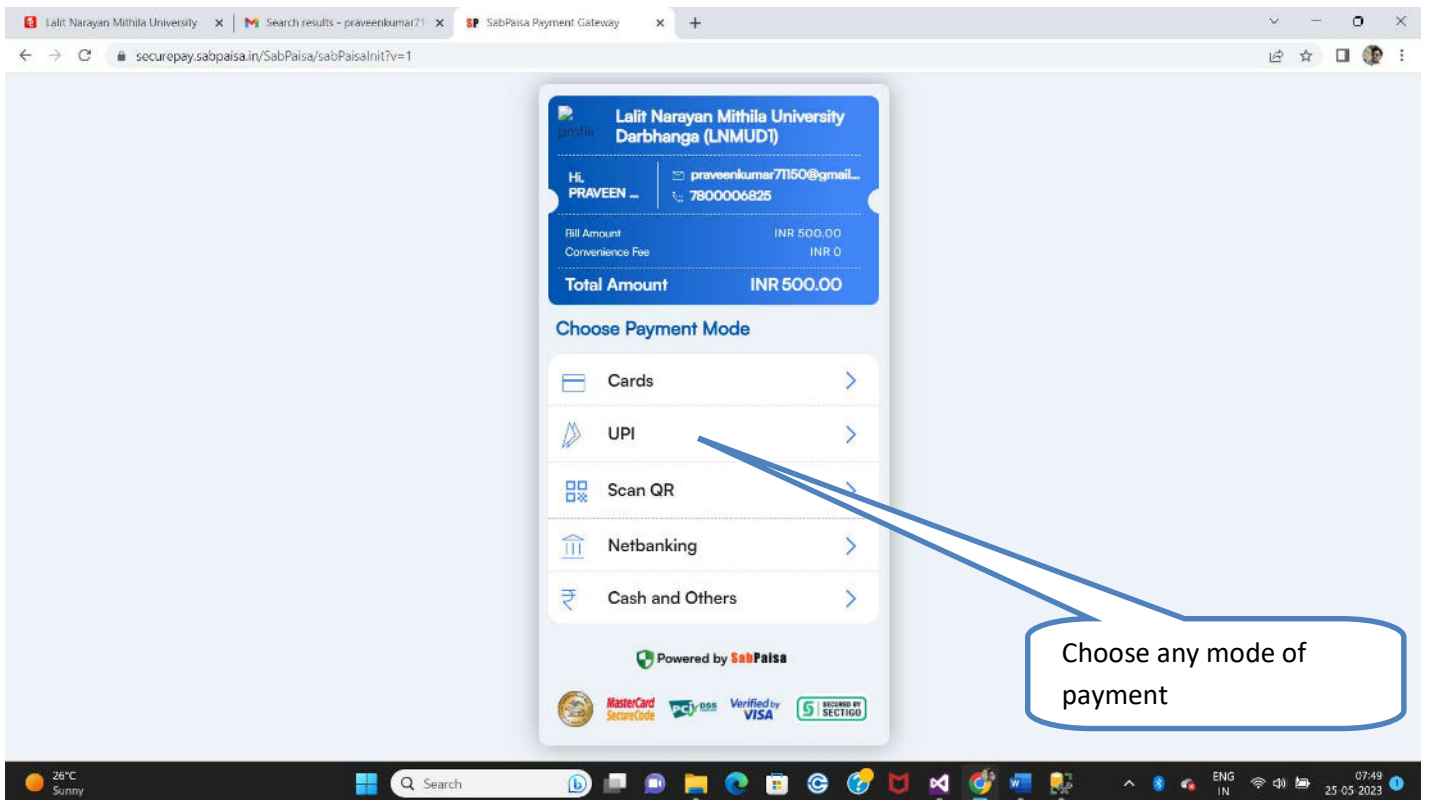 Lalit Narayan Mithila University
Search results - praveenkumar71
SP SabPaisa Payment Gateway
securepay.sabpaisa.in/SabPaisa/sabPaisaInit?v=1
Lalit Narayan Mithila University
Darbhanga (LNMUD1)
Hi,
PRAVEEN ...
praveenkumar71150@gmail...
7800006825
Bill Amount INR 500.00
Convenience Fee INR 0
Total Amount INR 500.00
Choose Payment Mode
Cards
UPI
Scan QR
Netbanking
Cash and Others
Powered by SabPaisa
MasterCard
SecureCode
PCI DSS
Verified by
VISA
SECURED BY
SECTIGO
Choose any mode of
payment
26°C
Sunny
Search
ENG
IN
07:49
25-05-2023
1